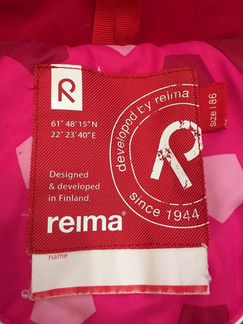 R
61° 48'15"N
22° 23'40"E
developed by reima
since 1944
R
size | 86
Designed
& developed
in Finland.
reima®
name